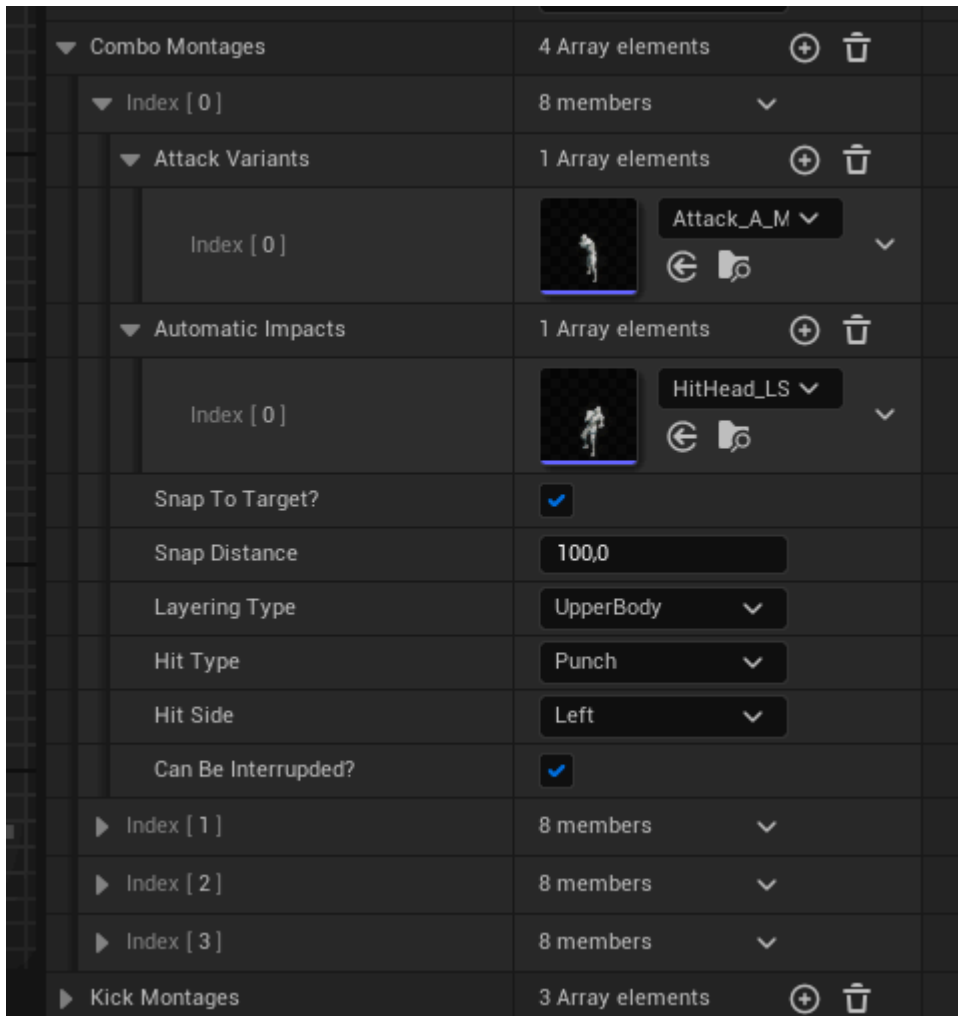 Combo Montages 4 Array elements
Index [ 0 ] 8 members
Attack Variants 1 Array elements
Index [ 0 ] Attack_A_M
Automatic Impacts 1 Array elements
Index [ 0 ] HitHead_LS
Snap To Target?
Snap Distance 100,0
Layering Type UpperBody
Hit Type Punch
Hit Side Left
Can Be Interrupded?
Index [ 1 ] 8 members
Index [ 2 ] 8 members
Index [ 3 ] 8 members
Kick Montages 3 Array elements